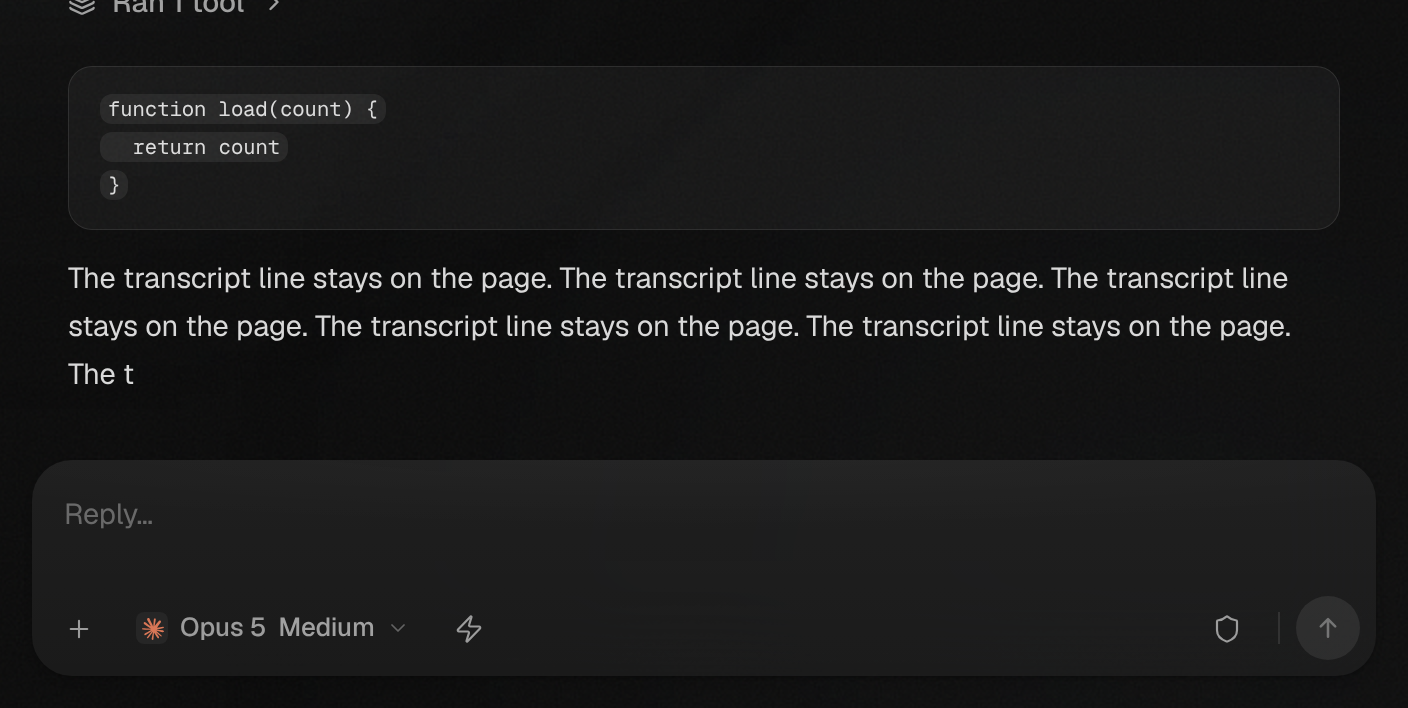 Ran 1 tool
function load(count) {
  return count
}
The transcript line stays on the page. The transcript line stays on the page. The transcript line
stays on the page. The transcript line stays on the page. The transcript line stays on the page.
The t
Reply...
Opus 5 Medium